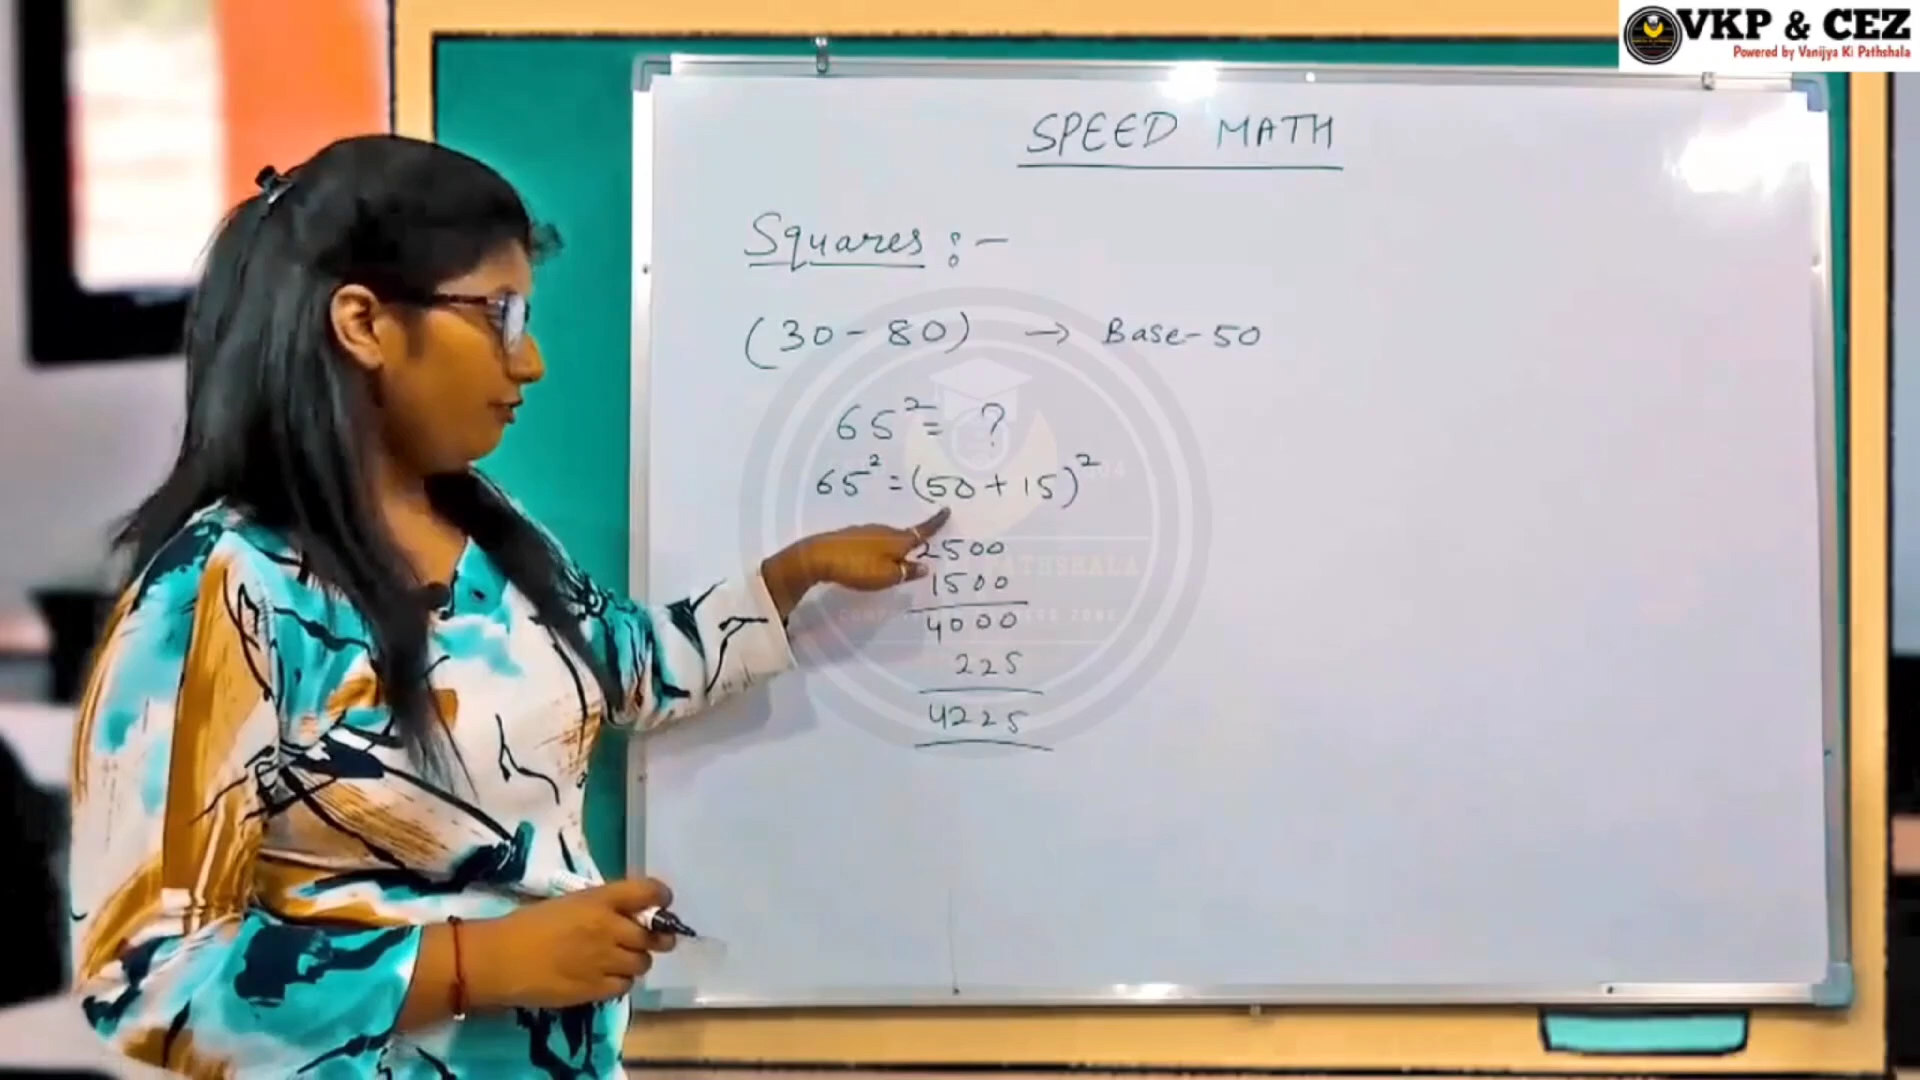 VKP & CEZ
Powered by Vanijya Ki Pathshala
SPEED MATH
Squares :-
(30 - 80) → Base - 50
65² = ?
65² = (50 + 15)²
2500
1500
4000
225
4225